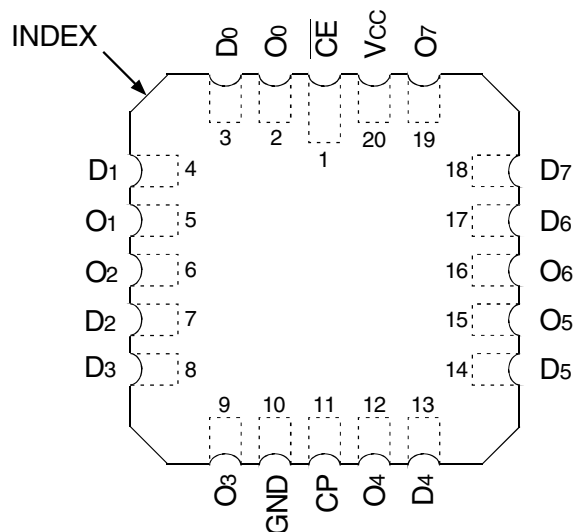 INDEX
D0 O0 C̅E̅ VCC O7
3 2 1 20 19
D1 4 18 D7
O1 5 17 D6
O2 6 16 O6
D2 7 15 O5
D3 8 14 D5
9 10 11 12 13
O3 GND CP O4 D4